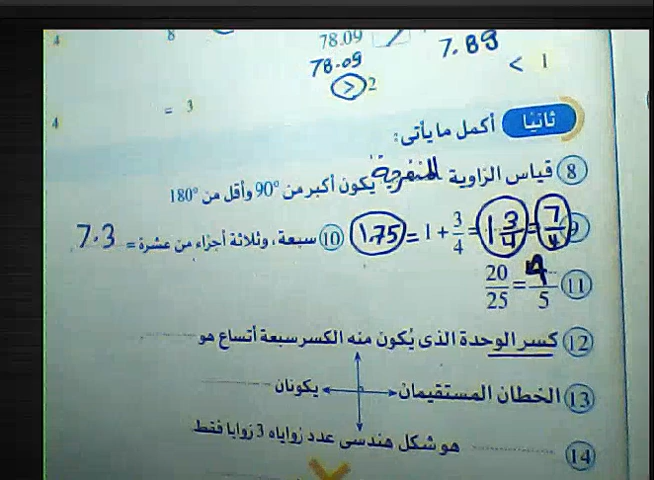 4 8 78.09 7.89
78.09 < 1
> 2
4 = 3
ثانيًا أكمل ما يأتى:
8 قياس الزاوية المنفرجة يكون أكبر من 90° وأقل من 180°
9 7/4 = 1 3/4 = 1 + 3/4 = 1.75 10 سبعة، وثلاثة أجزاء من عشرة = 7.3
11 4/5 = 20/25
12 كسر الوحدة الذى يُكون منه الكسر سبعة أتساع هو ............
13 الخطان المستقيمان يكونان ............
14 ............ هو شكل هندسى عدد زواياه 3 زوايا فقط